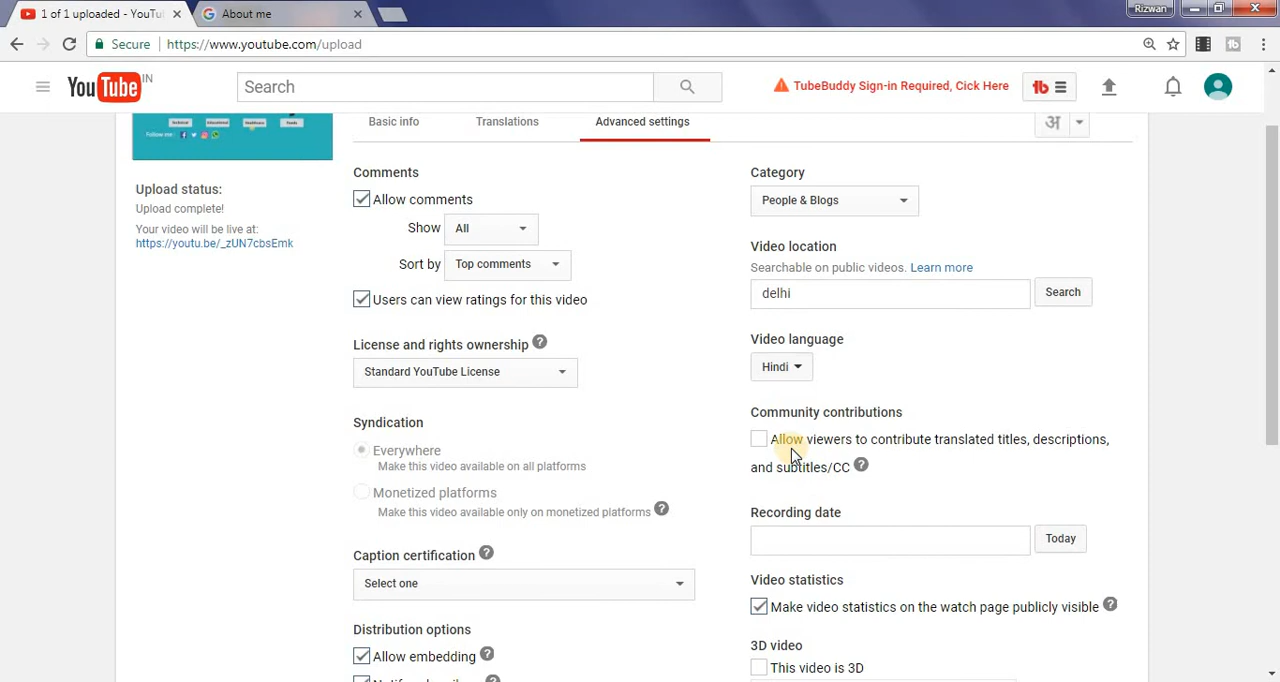 1 of 1 uploaded - YouTu
About me
Rizwan
Secure
https://www.youtube.com/upload
YouTube IN
Search
TubeBuddy Sign-in Required, Click Here
tb
Basic info
Translations
Advanced settings
अ
Follow me:
Upload status:
Upload complete!
Your video will be live at:
https://youtu.be/_zUN7cbsEmk
Comments
Allow comments
Show
All
Sort by
Top comments
Users can view ratings for this video
License and rights ownership ?
Standard YouTube License
Syndication
Everywhere
Make this video available on all platforms
Monetized platforms
Make this video available only on monetized platforms ?
Caption certification ?
Select one
Distribution options
Allow embedding ?
Category
People & Blogs
Video location
Searchable on public videos. Learn more
delhi
Search
Video language
Hindi
Community contributions
Allow viewers to contribute translated titles, descriptions,
and subtitles/CC ?
Recording date
Today
Video statistics
Make video statistics on the watch page publicly visible ?
3D video
This video is 3D